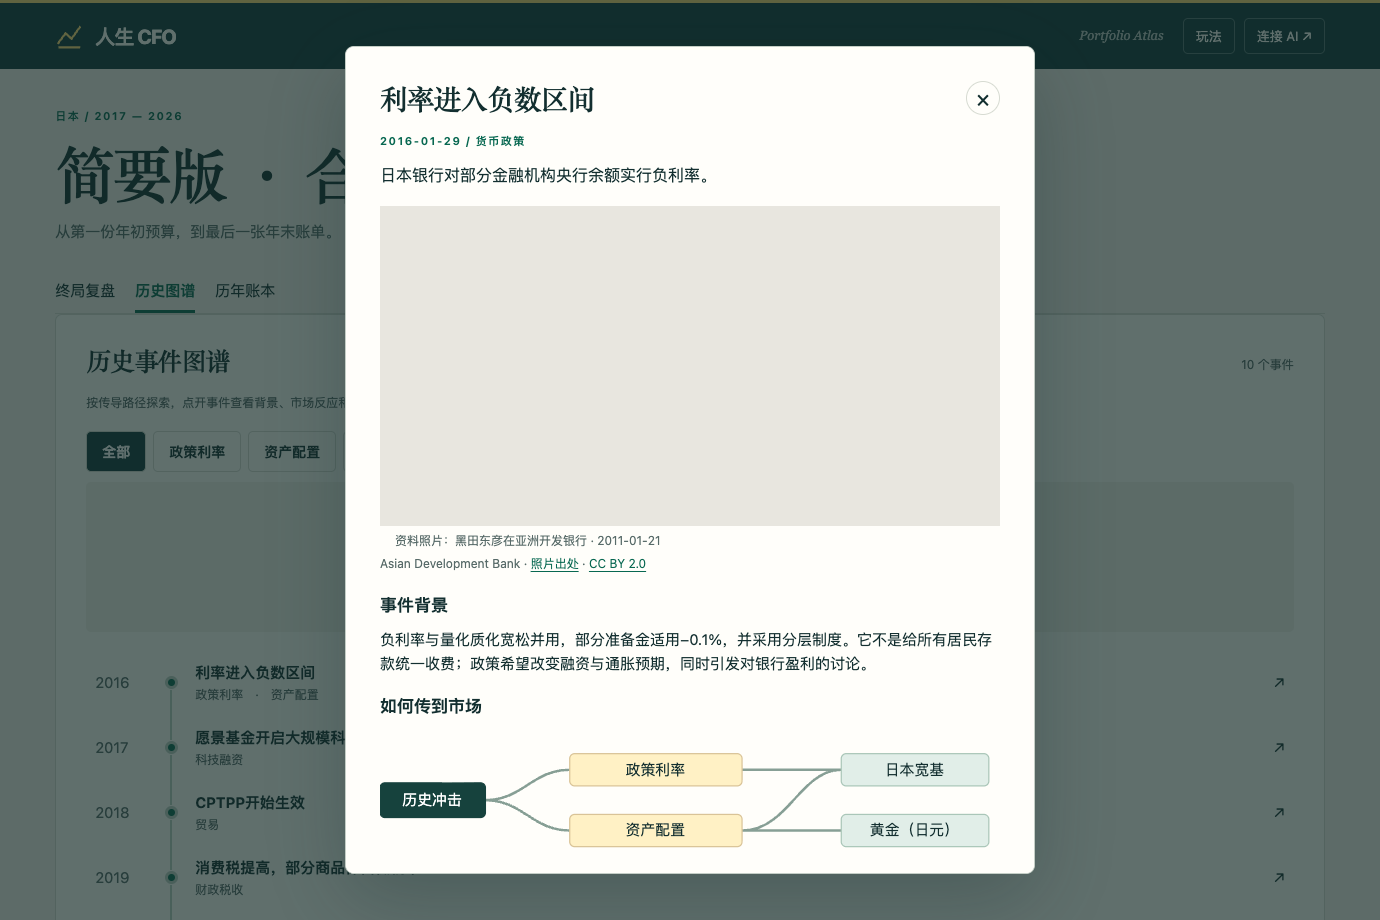 人生 CFO
Portfolio Atlas
玩法
连接 AI ↗
日本 / 2017 — 2026
简要版 · 合
从第一份年初预算，到最后一张年末账单。
终局复盘
历史图谱
历年账本
历史事件图谱
10 个事件
按传导路径探索，点开事件查看背景、市场反应和
全部
政策利率
资产配置
2016
利率进入负数区间
政策利率 · 资产配置
2017
愿景基金开启大规模科
科技融资
2018
CPTPP开始生效
贸易
2019
消费税提高，部分商品
财政税收
利率进入负数区间
×
2016-01-29 / 货币政策
日本银行对部分金融机构央行余额实行负利率。
资料照片：黑田东彦在亚洲开发银行 · 2011-01-21
Asian Development Bank · 照片出处 · CC BY 2.0
事件背景
负利率与量化质化宽松并用，部分准备金适用−0.1%，并采用分层制度。它不是给所有居民存
款统一收费；政策希望改变融资与通胀预期，同时引发对银行盈利的讨论。
如何传到市场
历史冲击
政策利率
资产配置
日本宽基
黄金（日元）